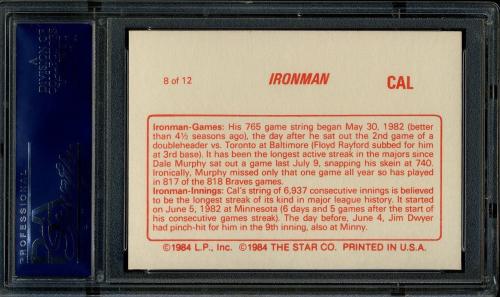 8 of 12 IRONMAN CAL
Ironman-Games: His 765 game string began May 30, 1982 (better
than 4½ seasons ago), the day after he sat out the 2nd game of a
doubleheader vs. Toronto at Baltimore (Floyd Rayford subbed for him
at 3rd base). It has been the longest active streak in the majors since
Dale Murphy sat out a game last July 9, snapping his skein at 740.
Ironically, Murphy missed only that one game all year so has played
in 817 of the 818 Braves games.
Ironman-Innings: Cal's string of 6,937 consecutive innings is believed
to be the longest streak of its kind in major league history. It started
on June 5, 1982 at Minnesota (6 days and 5 games after the start of
his consecutive games streak). The day before, June 4, Jim Dwyer
had pinch-hit for him in the 9th inning, also at Minny.
©1984 L.P., Inc. ©1984 THE STAR CO. PRINTED IN U.S.A.
PSA
PROFESSIONAL
A DIVISION OF